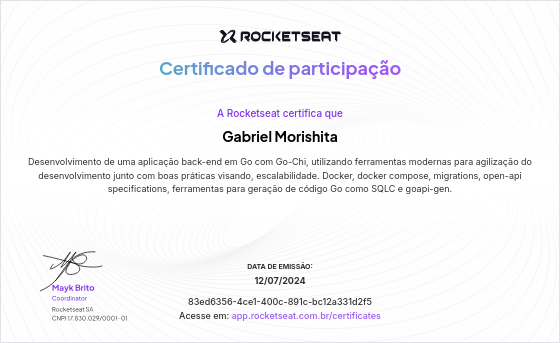 ROCKETSEAT
Certificado de participação
A Rocketseat certifica que
Gabriel Morishita
Desenvolvimento de uma aplicação back-end em Go com Go-Chi, utilizando ferramentas modernas para agilização do
desenvolvimento junto com boas práticas visando, escalabilidade. Docker, docker compose, migrations, open-api
specifications, ferramentas para geração de código Go como SQLC e goapi-gen.
Mayk Brito
Coordinator
Rocketseat SA
CNPJ 17.830.029/0001-01
DATA DE EMISSÃO:
12/07/2024
83ed6356-4ce1-400c-891c-bc12a331d2f5
Acesse em: app.rocketseat.com.br/certificates